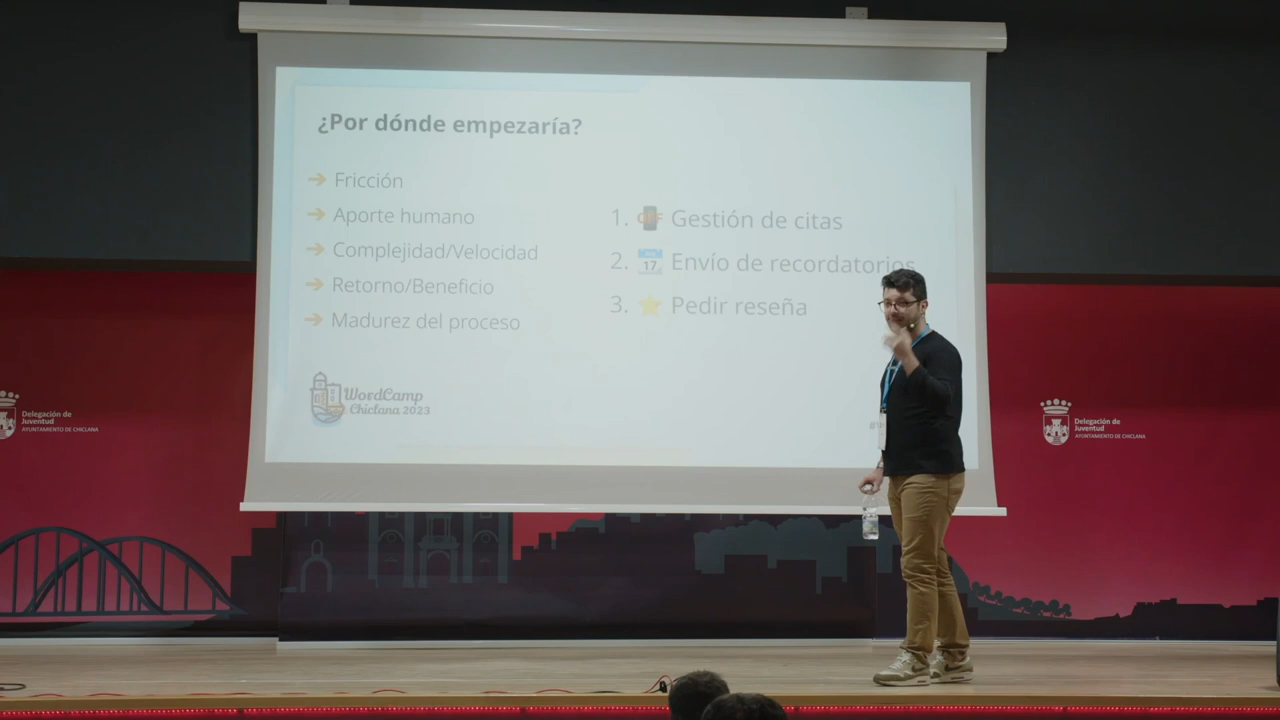 ¿Por dónde empezaría?
➔ Fricción
➔ Aporte humano
➔ Complejidad/Velocidad
➔ Retorno/Beneficio
➔ Madurez del proceso
1. Gestión de citas
2. 17 Envío de recordatorios
3. Pedir reseña
WordCamp
Chiclana 2023
Delegación de
Juventud
AYUNTAMIENTO DE CHICLANA
Delegación de
Juventud
AYUNTAMIENTO DE CHICLANA